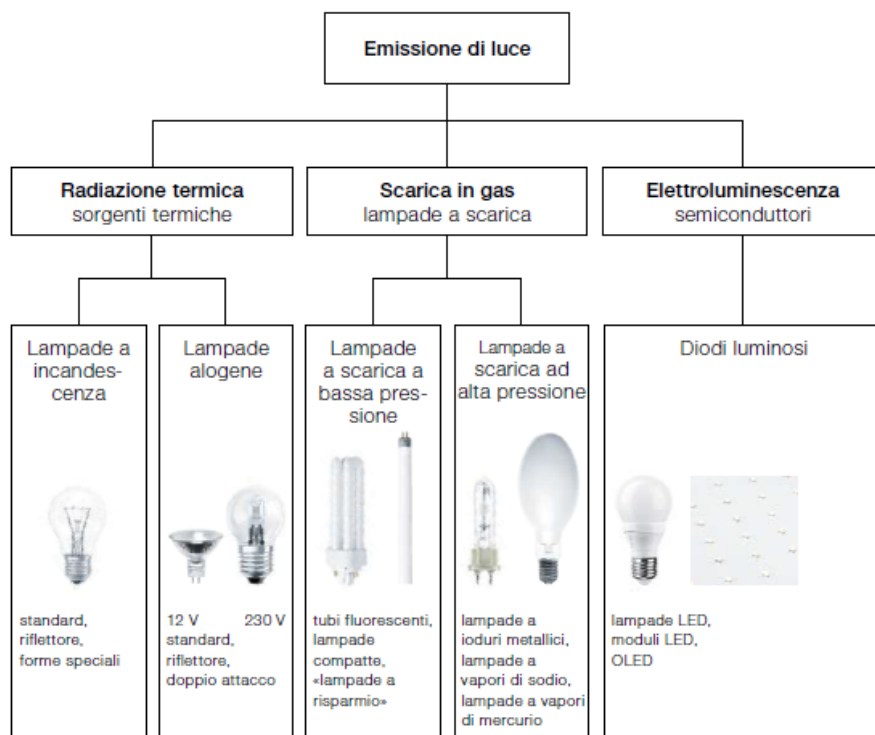 Emissione di luce
Radiazione termica
sorgenti termiche
Scarica in gas
lampade a scarica
Elettroluminescenza
semiconduttori
Lampade a
incandes-
cenza
standard,
riflettore,
forme speciali
Lampade
alogene
12 V 230 V
standard,
riflettore,
doppio attacco
Lampade
a scarica a
bassa pres-
sione
tubi fluorescenti,
lampade
compatte,
«lampade a
risparmio»
Lampade a
scarica ad
alta pressione
lampade a
ioduri metallici,
lampade a
vapori di sodio,
lampade a vapori
di mercurio
Diodi luminosi
lampade LED,
moduli LED,
OLED